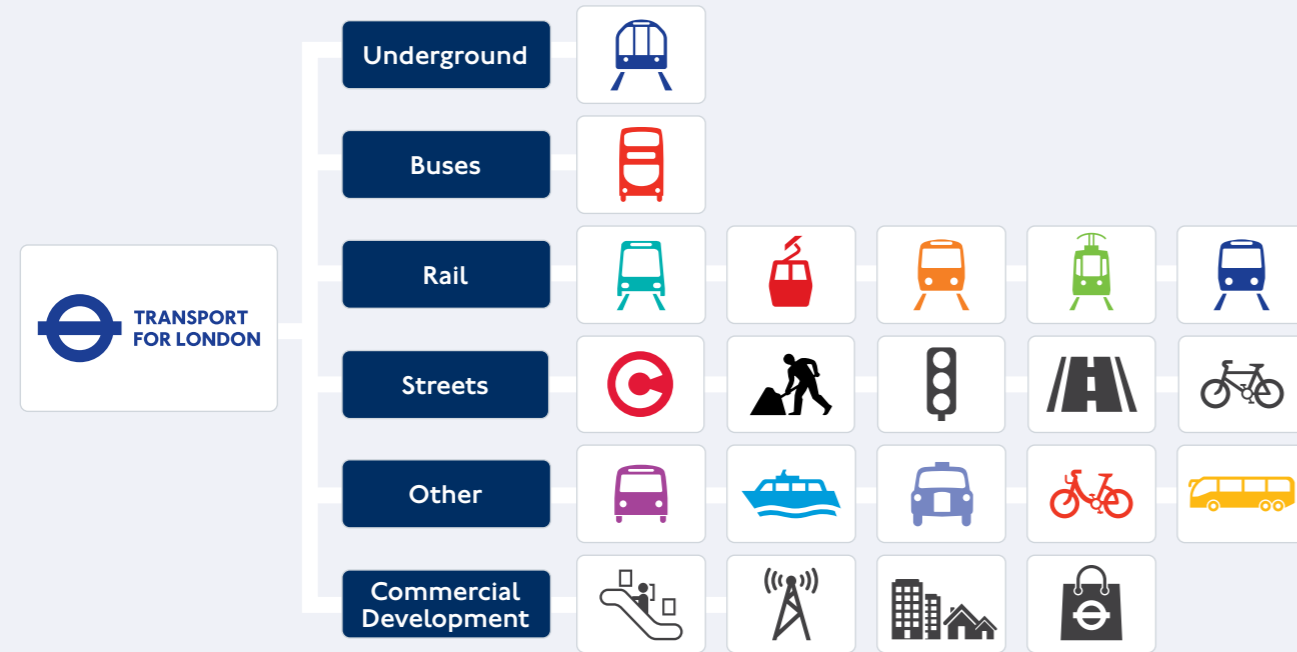 Underground
Buses
Rail
TRANSPORT
FOR LONDON
Streets
Other
Commercial
Development